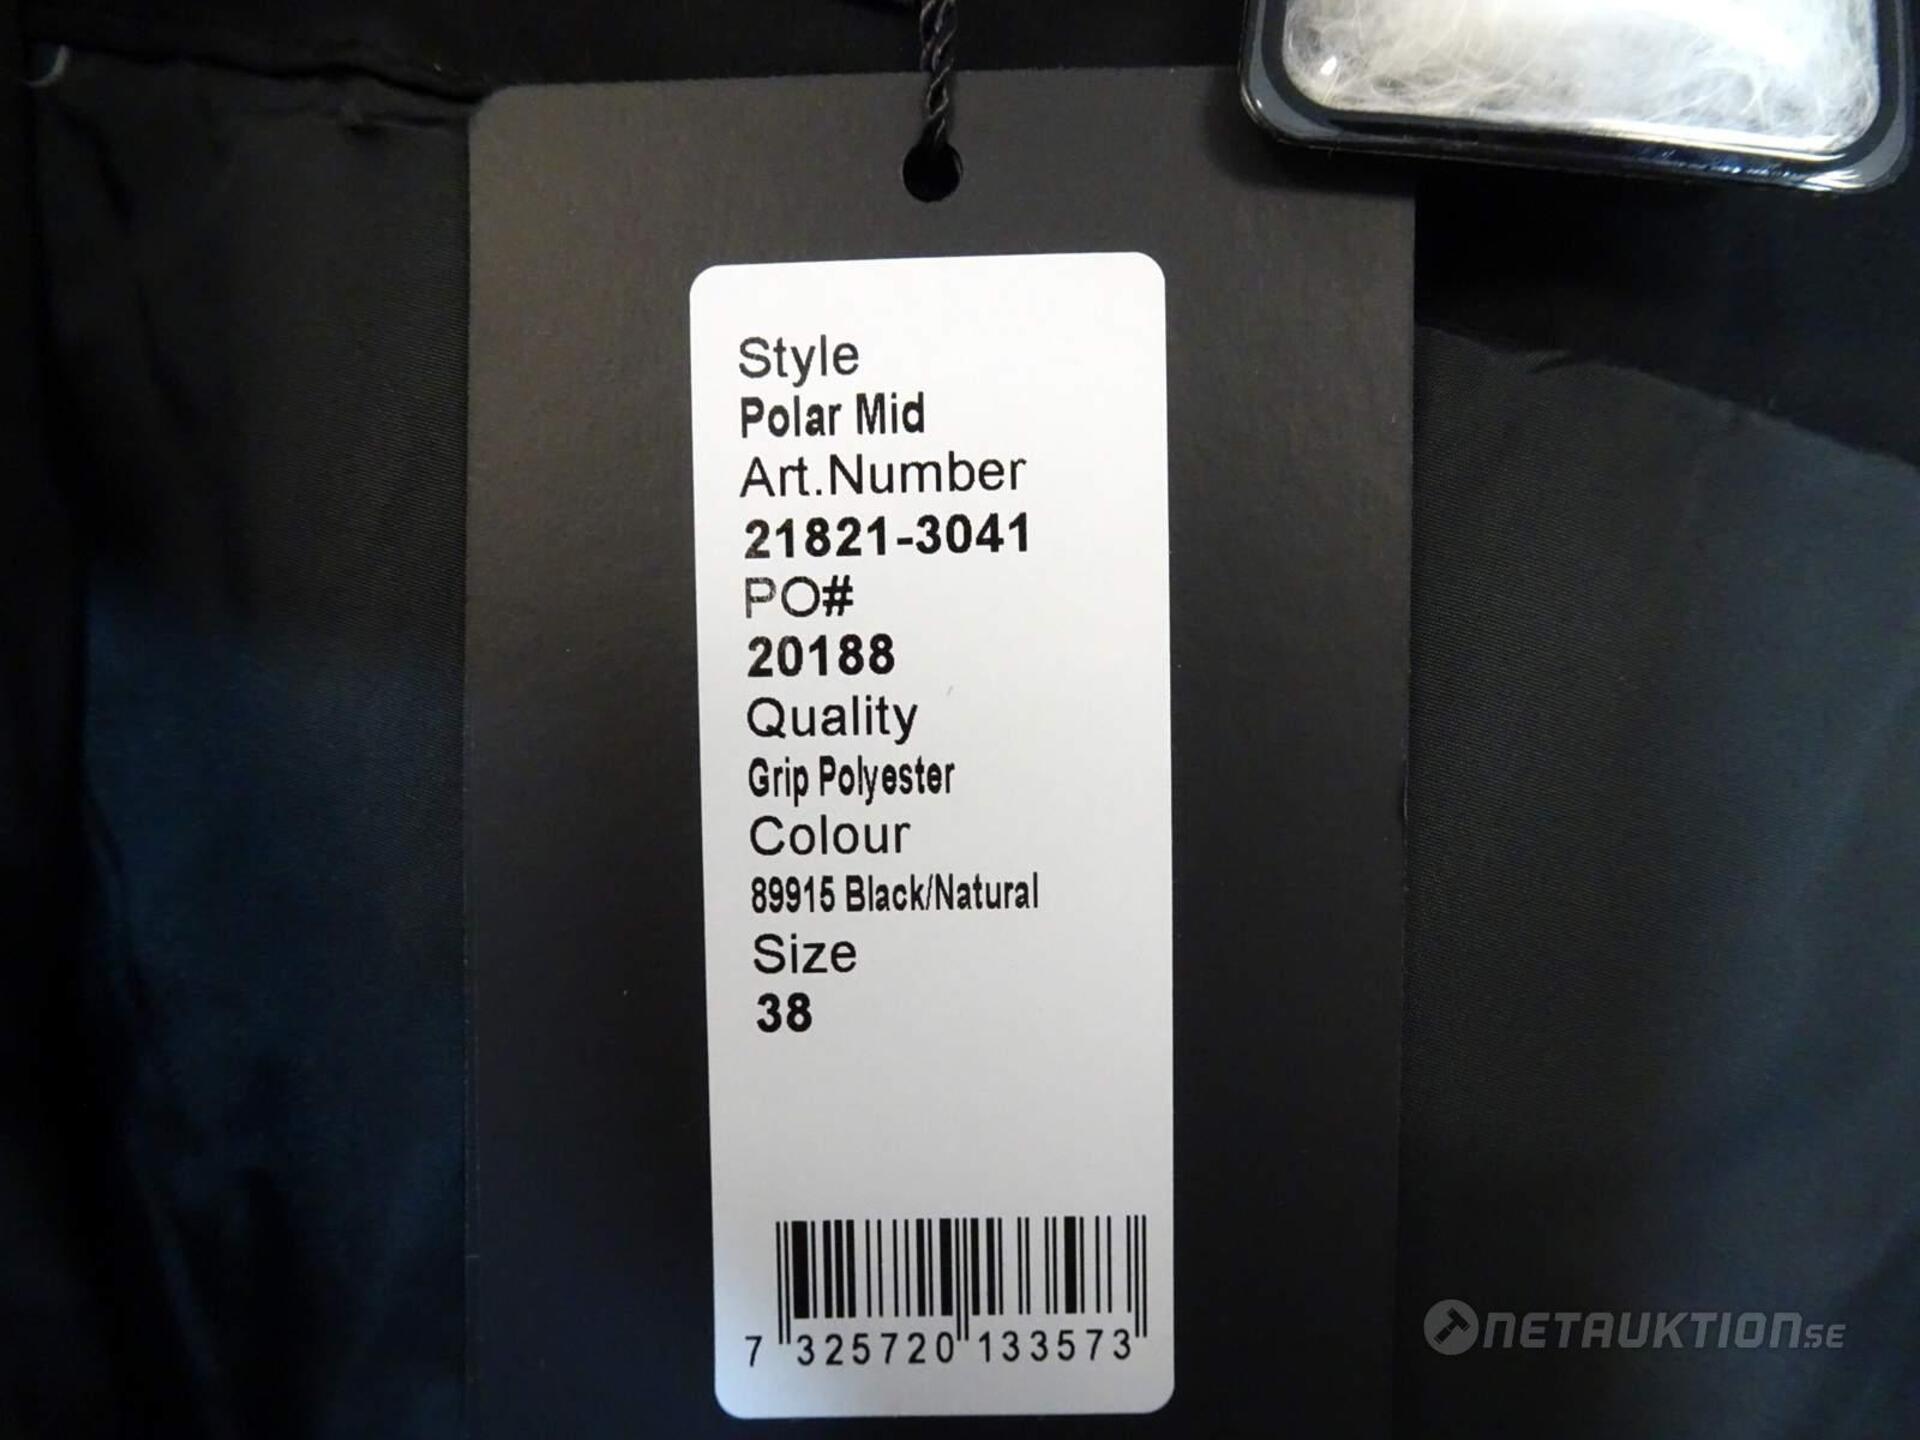 Style
Polar Mid
Art.Number
21821-3041
PO#
20188
Quality
Grip Polyester
Colour
89915 Black/Natural
Size
38
7 325720 133573
NETAUKTION.SE